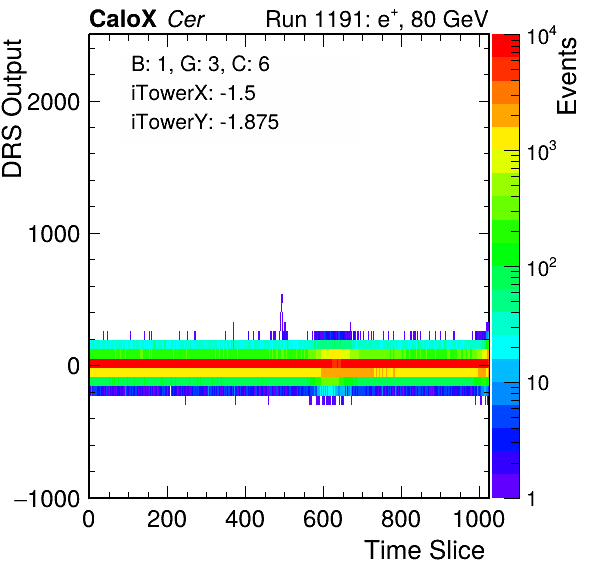 CaloX Cer Run 1191: e+, 80 GeV
B: 1, G: 3, C: 6
iTowerX: -1.5
iTowerY: -1.875
DRS Output
2000
1000
0
−1000
0 200 400 600 800 1000
Time Slice
Events
10^4
10^3
10^2
10
1